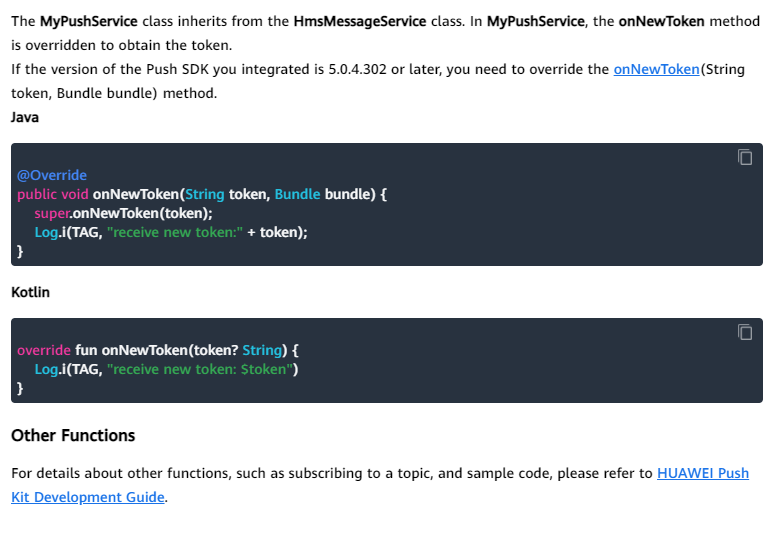 The MyPushService class inherits from the HmsMessageService class. In MyPushService, the onNewToken method
is overridden to obtain the token.
If the version of the Push SDK you integrated is 5.0.4.302 or later, you need to override the onNewToken(String
token, Bundle bundle) method.
Java
@Override
public void onNewToken(String token, Bundle bundle) {
super.onNewToken(token);
Log.i(TAG, "receive new token:" + token);
}
Kotlin
override fun onNewToken(token? String) {
Log.i(TAG, "receive new token: $token")
}
Other Functions
For details about other functions, such as subscribing to a topic, and sample code, please refer to HUAWEI Push
Kit Development Guide.